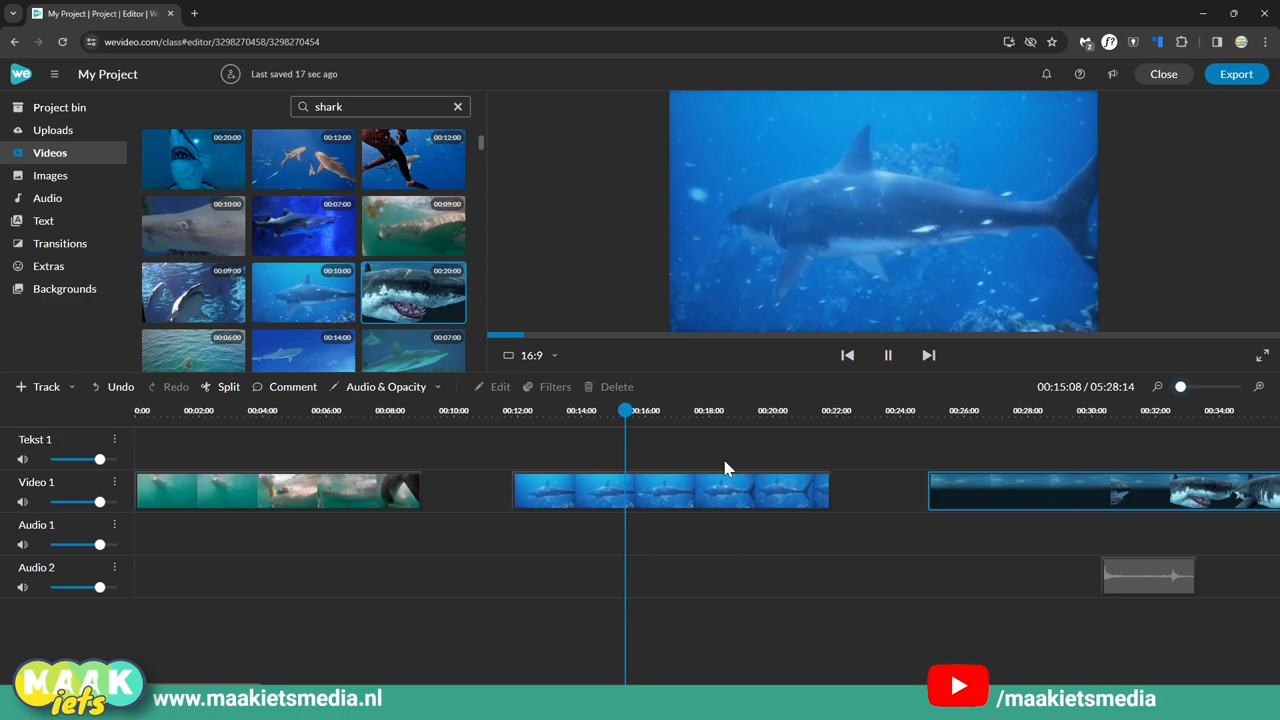 My Project | Project | Editor | W
wevideo.com/class#editor/3298270458/3298270454
2
we
My Project
Last saved 17 sec ago
Close
Export
Project bin
shark
Uploads
Videos
Images
Audio
Text
Transitions
Extras
Backgrounds
00:20:00
00:12:00
00:12:00
00:10:00
00:07:00
00:09:00
00:09:00
00:10:00
00:20:00
00:06:00
00:14:00
00:07:00
16:9
Track
Undo
Redo
Split
Comment
Audio & Opacity
Edit
Filters
Delete
00:15:08 / 05:28:14
0:00 00:02:00 00:04:00 00:06:00 00:08:00 00:10:00 00:12:00 00:14:00 00:16:00 00:18:00 00:20:00 00:22:00 00:24:00 00:26:00 00:28:00 00:30:00 00:32:00 00:34:00
Tekst 1
Video 1
Audio 1
Audio 2
MAAK
iets
www.maakietsmedia.nl
/maakietsmedia